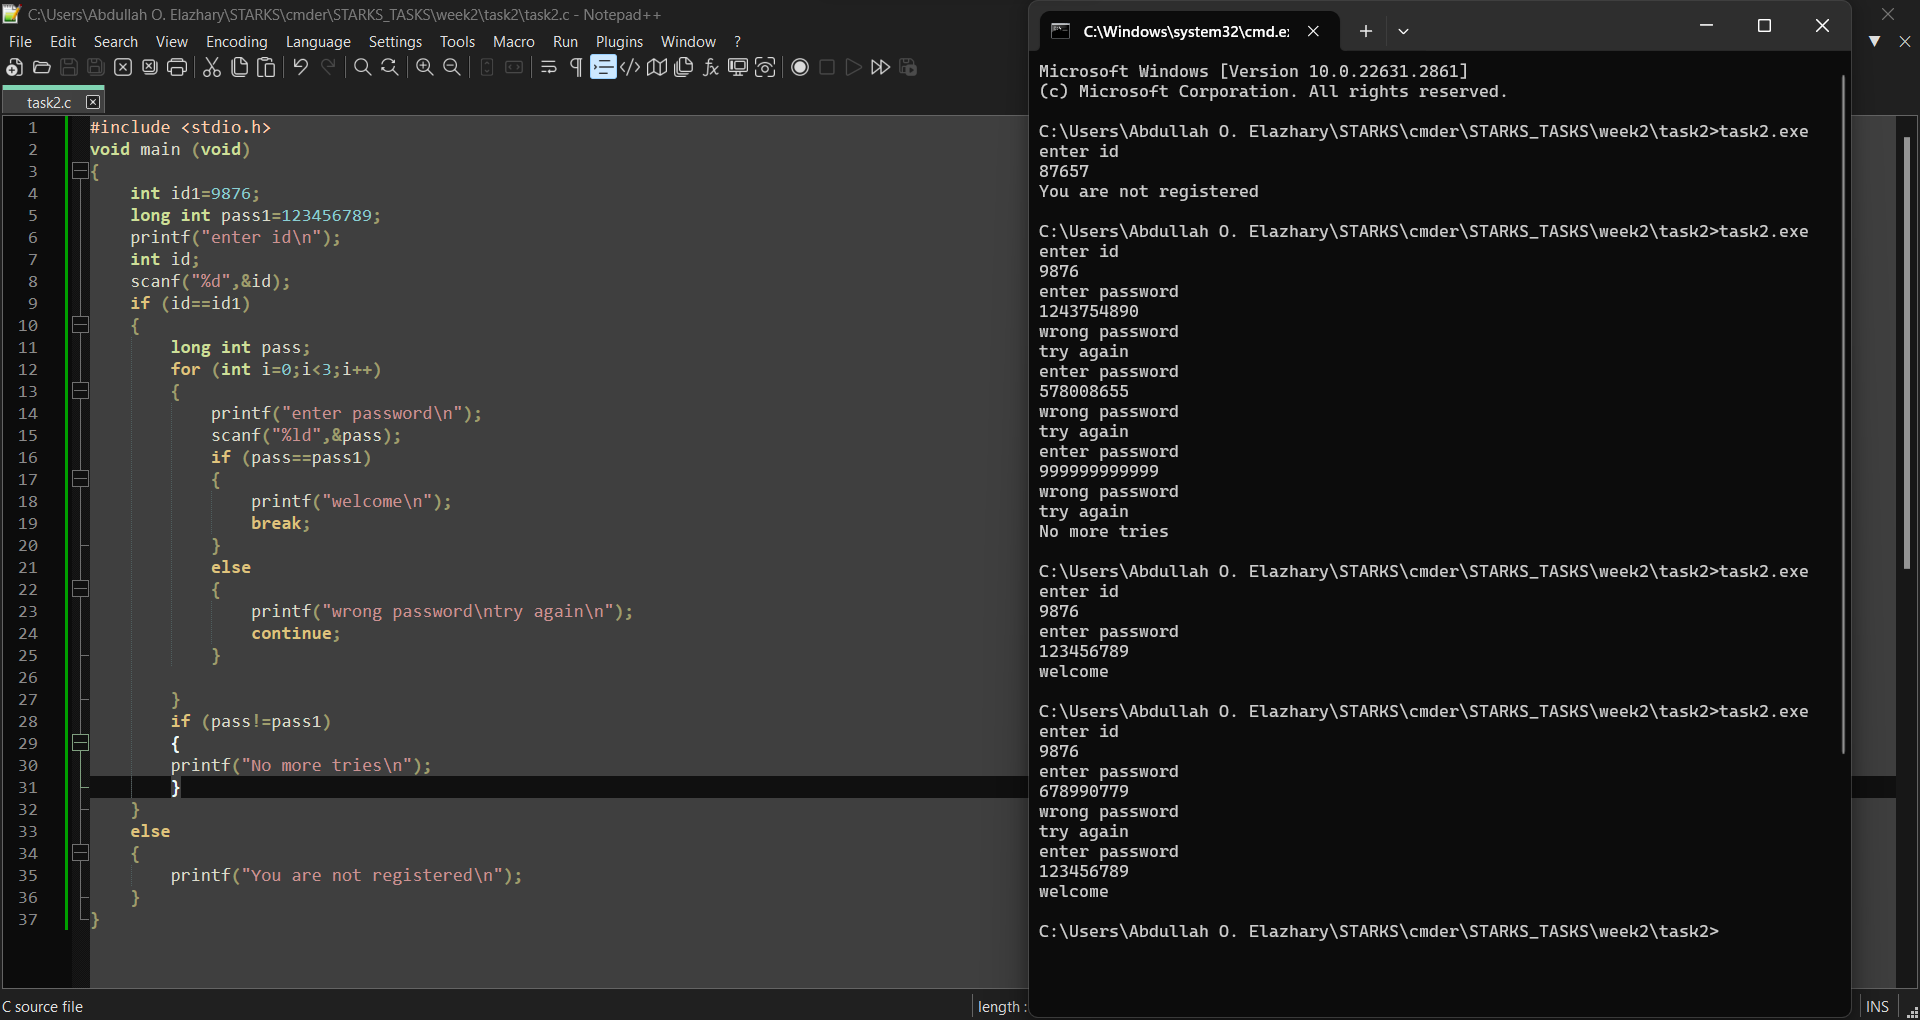 C:\Users\Abdullah O. Elazhary\STARKS\cmder\STARKS_TASKS\week2\task2\task2.c - Notepad++
File Edit Search View Encoding Language Settings Tools Macro Run Plugins Window ?
task2.c
1 #include <stdio.h>
2 void main (void)
3 {
4 int id1=9876;
5 long int pass1=123456789;
6 printf("enter id\n");
7 int id;
8 scanf("%d",&id);
9 if (id==id1)
10 {
11 long int pass;
12 for (int i=0;i<3;i++)
13 {
14 printf("enter password\n");
15 scanf("%ld",&pass);
16 if (pass==pass1)
17 {
18 printf("welcome\n");
19 break;
20 }
21 else
22 {
23 printf("wrong password\ntry again\n");
24 continue;
25 }
26
27 }
28 if (pass!=pass1)
29 {
30 printf("No more tries\n");
31 }
32 }
33 else
34 {
35 printf("You are not registered\n");
36 }
37 }
C source file
length :
INS
C:\Windows\system32\cmd.e
Microsoft Windows [Version 10.0.22631.2861]
(c) Microsoft Corporation. All rights reserved.
C:\Users\Abdullah O. Elazhary\STARKS\cmder\STARKS_TASKS\week2\task2>task2.exe
enter id
87657
You are not registered
C:\Users\Abdullah O. Elazhary\STARKS\cmder\STARKS_TASKS\week2\task2>task2.exe
enter id
9876
enter password
1243754890
wrong password
try again
enter password
578008655
wrong password
try again
enter password
999999999999
wrong password
try again
No more tries
C:\Users\Abdullah O. Elazhary\STARKS\cmder\STARKS_TASKS\week2\task2>task2.exe
enter id
9876
enter password
123456789
welcome
C:\Users\Abdullah O. Elazhary\STARKS\cmder\STARKS_TASKS\week2\task2>task2.exe
enter id
9876
enter password
678990779
wrong password
try again
enter password
123456789
welcome
C:\Users\Abdullah O. Elazhary\STARKS\cmder\STARKS_TASKS\week2\task2>